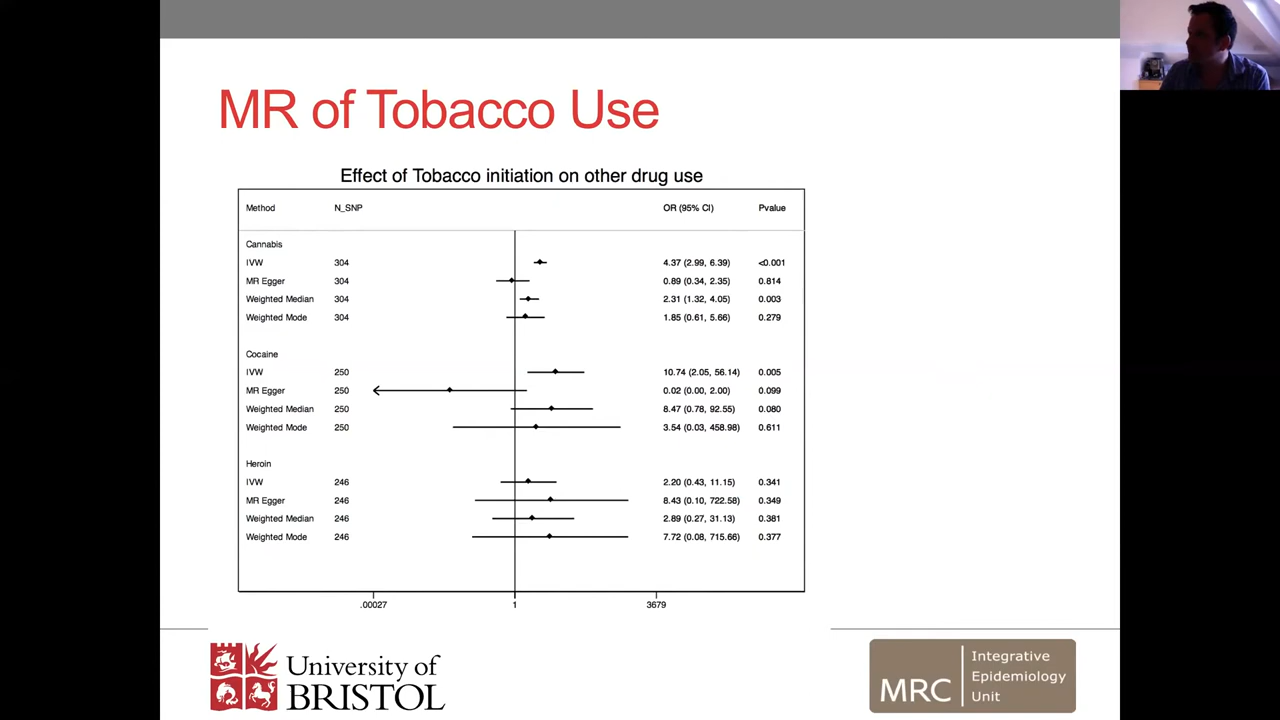 MR of Tobacco Use
Effect of Tobacco initiation on other drug use
Method N_SNP OR (95% CI) Pvalue
Cannabis
IVW 304 4.37 (2.99, 6.39) <0.001
MR Egger 304 0.89 (0.34, 2.35) 0.814
Weighted Median 304 2.31 (1.32, 4.05) 0.003
Weighted Mode 304 1.85 (0.61, 5.66) 0.279
Cocaine
IVW 250 10.74 (2.05, 56.14) 0.005
MR Egger 250 0.02 (0.00, 2.00) 0.099
Weighted Median 250 8.47 (0.78, 92.55) 0.080
Weighted Mode 250 3.54 (0.03, 458.98) 0.611
Heroin
IVW 246 2.20 (0.43, 11.15) 0.341
MR Egger 246 8.43 (0.10, 722.58) 0.349
Weighted Median 246 2.89 (0.27, 31.13) 0.381
Weighted Mode 246 7.72 (0.08, 715.66) 0.377
.00027 1 3679
University of
BRISTOL
MRC
Integrative
Epidemiology
Unit